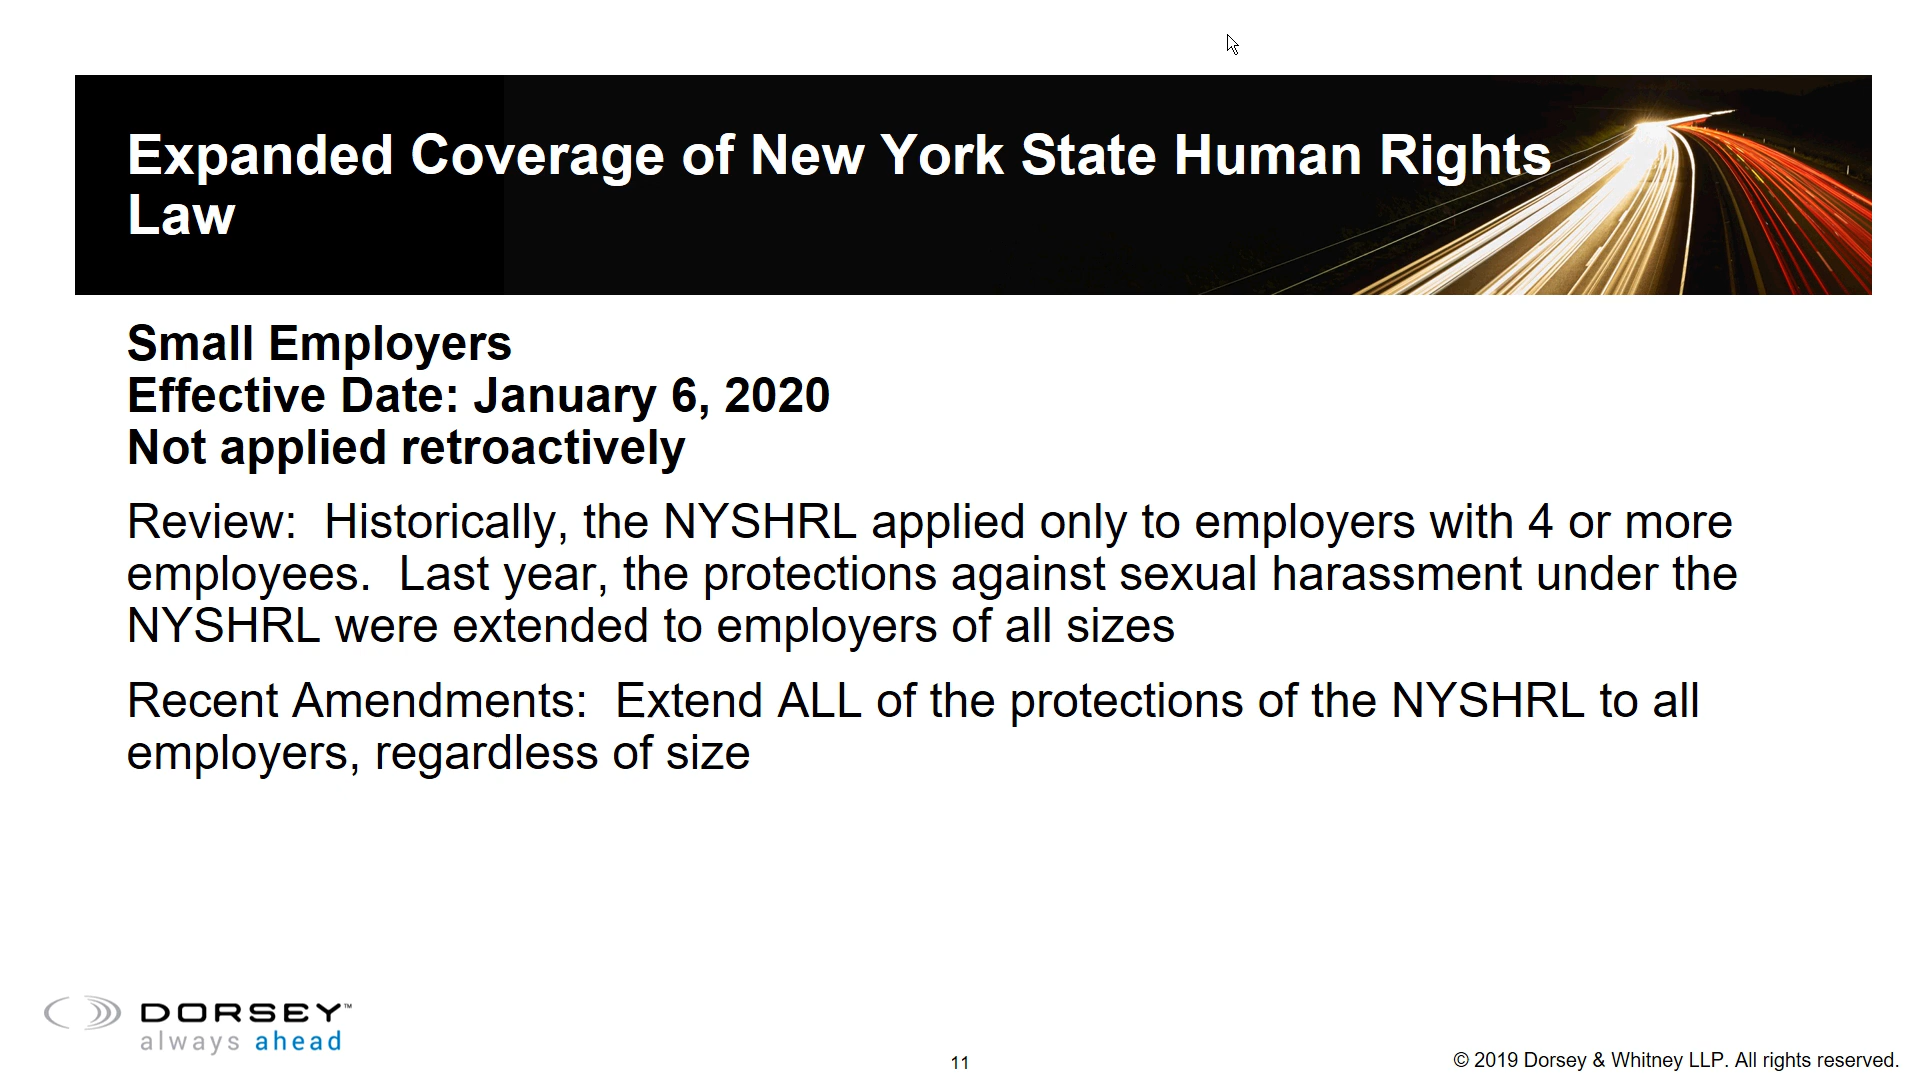 Expanded Coverage of New York State Human Rights
Law
Small Employers
Effective Date: January 6, 2020
Not applied retroactively
Review:  Historically, the NYSHRL applied only to employers with 4 or more
employees.  Last year, the protections against sexual harassment under the
NYSHRL were extended to employers of all sizes
Recent Amendments:  Extend ALL of the protections of the NYSHRL to all
employers, regardless of size
DORSEY™
always ahead
11
© 2019 Dorsey & Whitney LLP. All rights reserved.